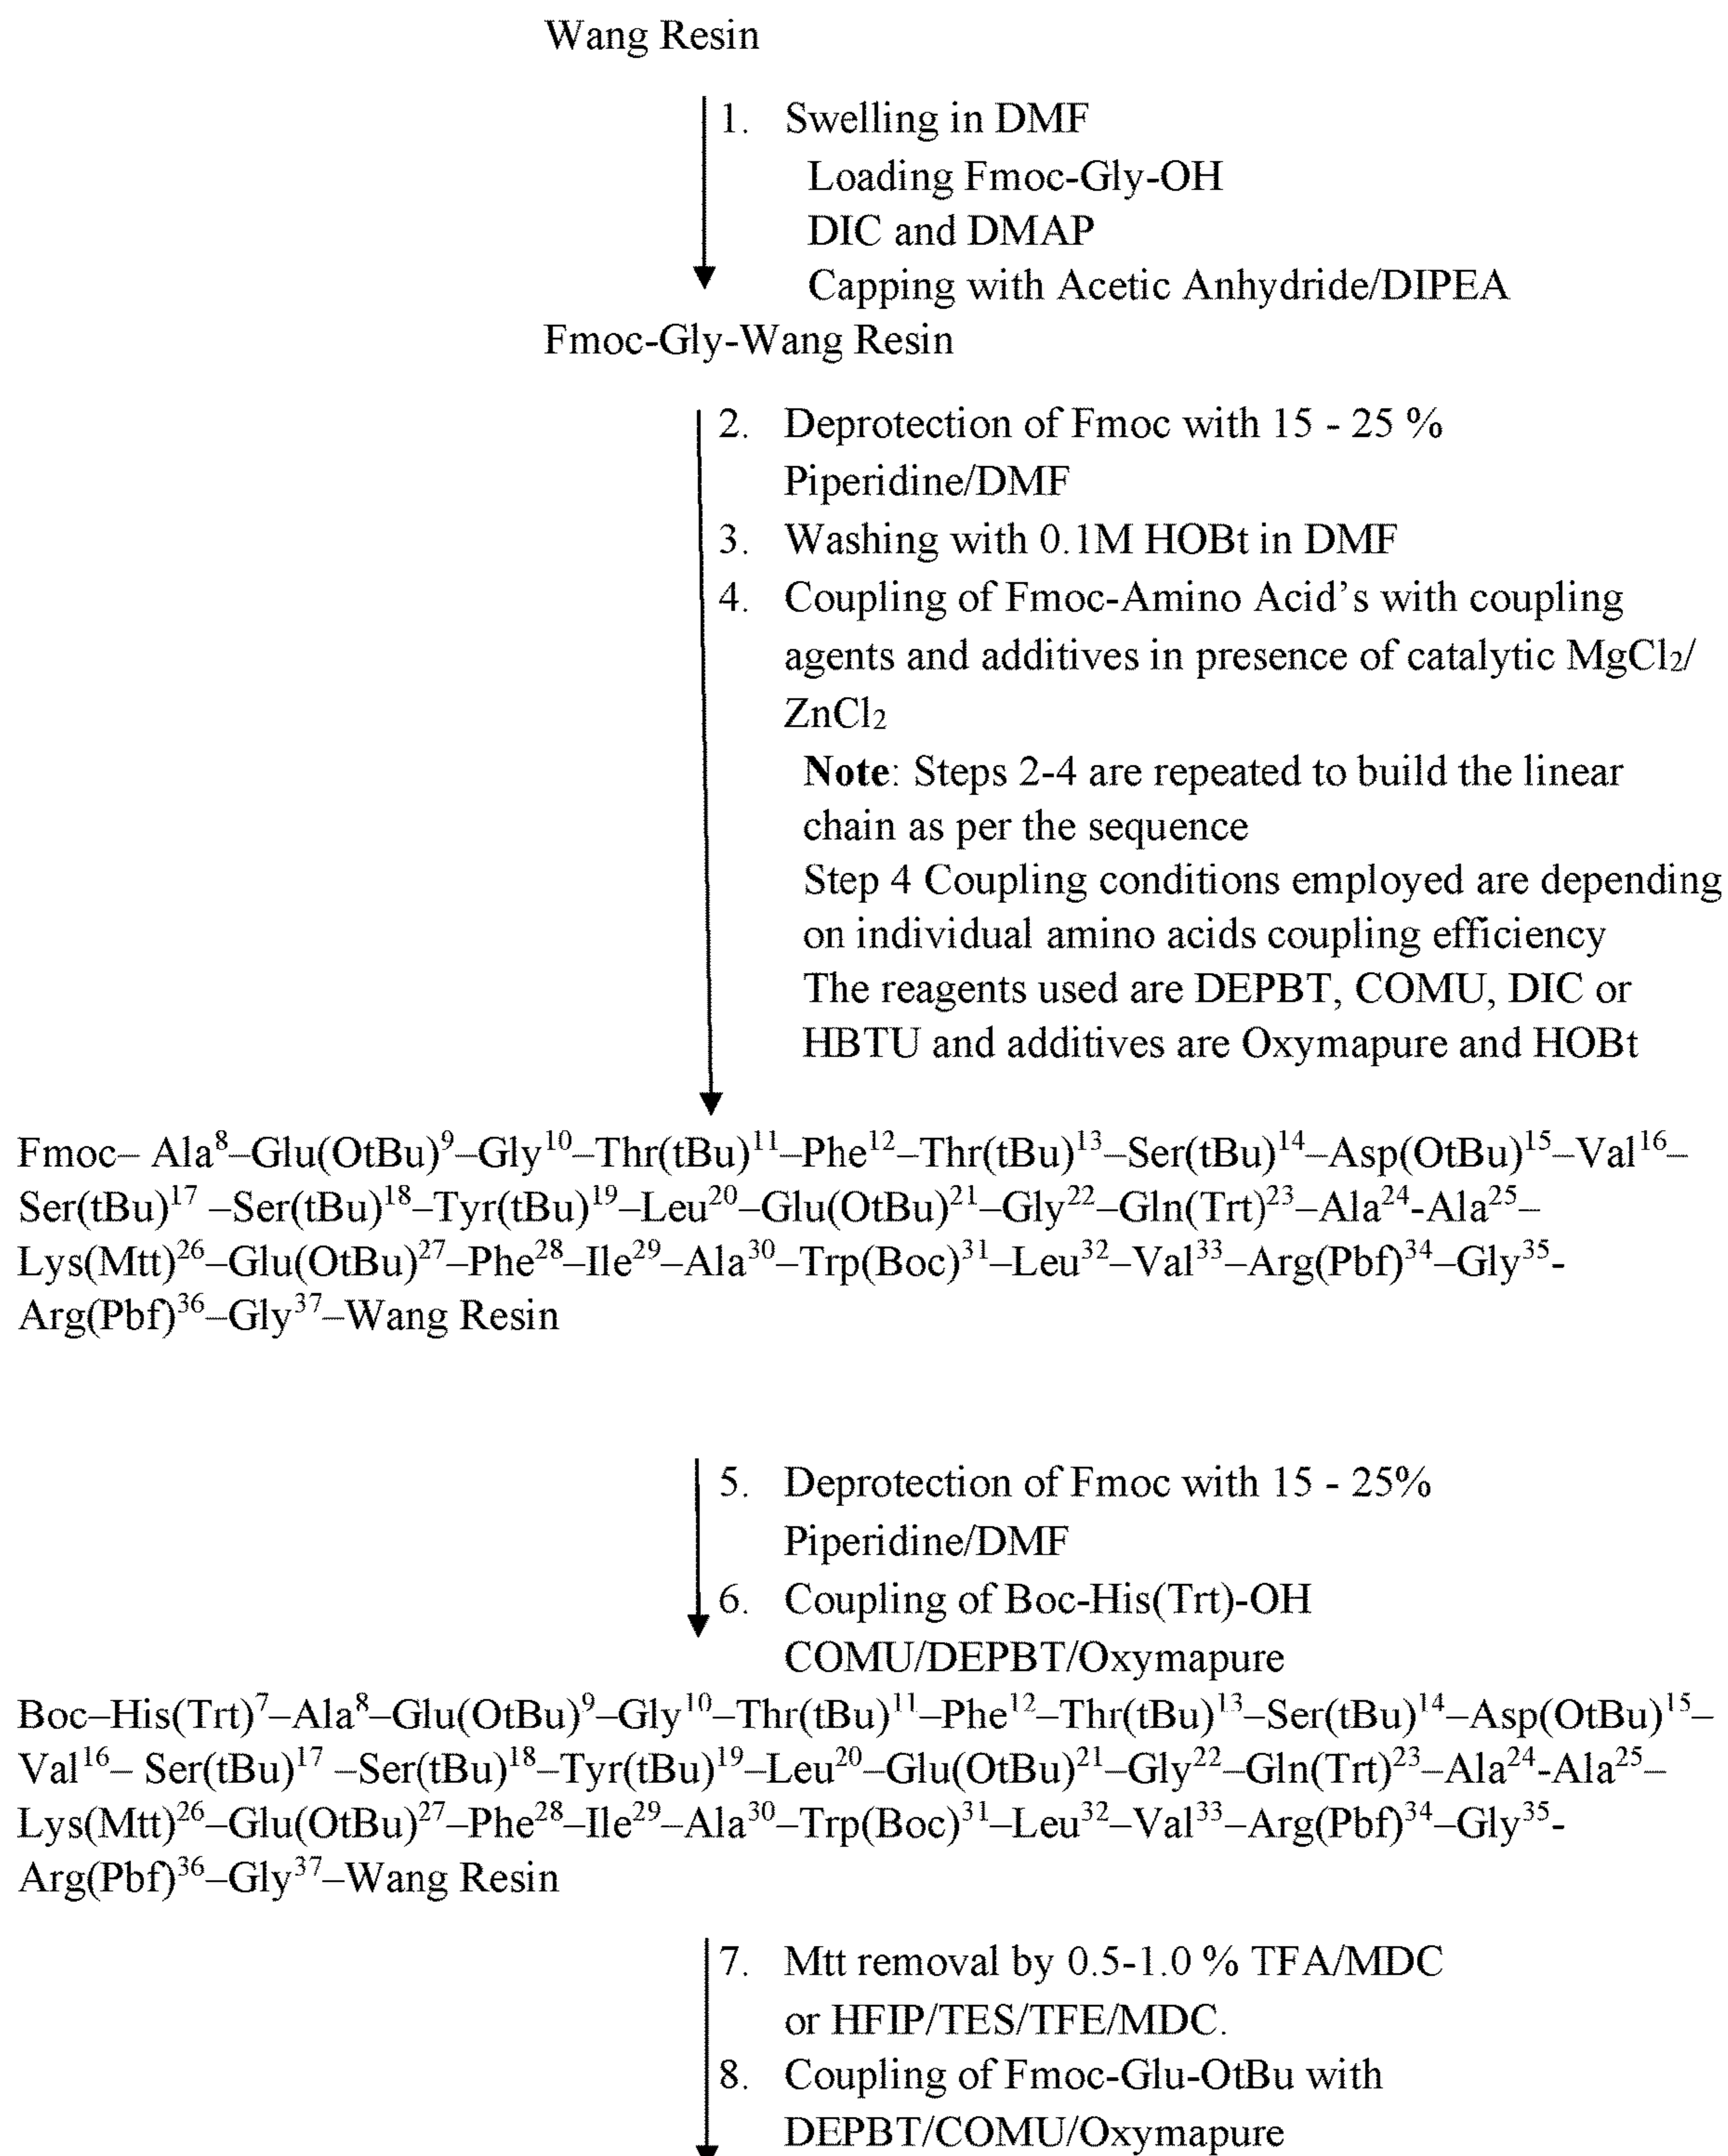 Wang Resin
1. Swelling in DMF
Loading Fmoc-Gly-OH
DIC and DMAP
Capping with Acetic Anhydride/DIPEA
Fmoc-Gly-Wang Resin
2. Deprotection of Fmoc with 15 - 25 %
Piperidine/DMF
3. Washing with 0.1M HOBt in DMF
4. Coupling of Fmoc-Amino Acid’s with coupling
agents and additives in presence of catalytic MgCl₂/
ZnCl₂
Note: Steps 2-4 are repeated to build the linear
chain as per the sequence
Step 4 Coupling conditions employed are depending
on individual amino acids coupling efficiency
The reagents used are DEPBT, COMU, DIC or
HBTU and additives are Oxymapure and HOBt
Fmoc– Ala⁸–Glu(OtBu)⁹–Gly¹⁰–Thr(tBu)¹¹–Phe¹²–Thr(tBu)¹³–Ser(tBu)¹⁴–Asp(OtBu)¹⁵–Val¹⁶–
Ser(tBu)¹⁷ –Ser(tBu)¹⁸–Tyr(tBu)¹⁹–Leu²⁰–Glu(OtBu)²¹–Gly²²–Gln(Trt)²³–Ala²⁴-Ala²⁵–
Lys(Mtt)²⁶–Glu(OtBu)²⁷–Phe²⁸–Ile²⁹–Ala³⁰–Trp(Boc)³¹–Leu³²–Val³³–Arg(Pbf)³⁴–Gly³⁵-
Arg(Pbf)³⁶–Gly³⁷–Wang Resin
5. Deprotection of Fmoc with 15 - 25%
Piperidine/DMF
6. Coupling of Boc-His(Trt)-OH
COMU/DEPBT/Oxymapure
Boc–His(Trt)⁷–Ala⁸–Glu(OtBu)⁹–Gly¹⁰–Thr(tBu)¹¹–Phe¹²–Thr(tBu)¹³–Ser(tBu)¹⁴–Asp(OtBu)¹⁵–
Val¹⁶– Ser(tBu)¹⁷ –Ser(tBu)¹⁸–Tyr(tBu)¹⁹–Leu²⁰–Glu(OtBu)²¹–Gly²²–Gln(Trt)²³–Ala²⁴-Ala²⁵–
Lys(Mtt)²⁶–Glu(OtBu)²⁷–Phe²⁸–Ile²⁹–Ala³⁰–Trp(Boc)³¹–Leu³²–Val³³–Arg(Pbf)³⁴–Gly³⁵-
Arg(Pbf)³⁶–Gly³⁷–Wang Resin
7. Mtt removal by 0.5-1.0 % TFA/MDC
or HFIP/TES/TFE/MDC.
8. Coupling of Fmoc-Glu-OtBu with
DEPBT/COMU/Oxymapure